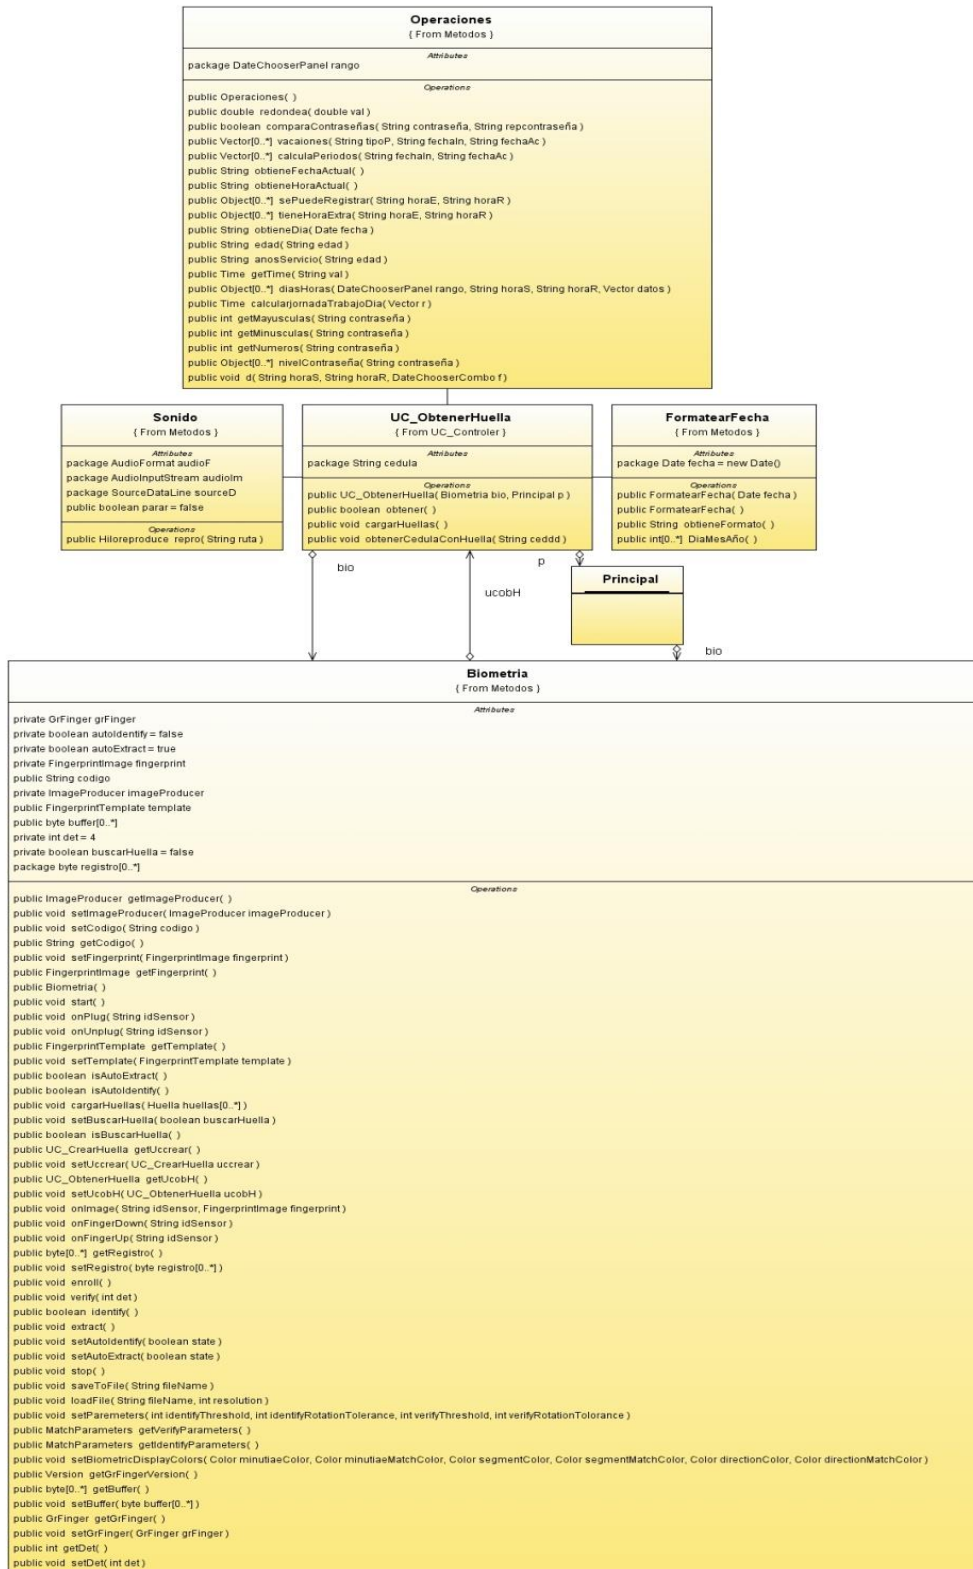 Operaciones
{ From Metodos }
Attributes
package DateChooserPanel rango
Operations
public Operaciones( )
public double redondea( double val )
public boolean comparaContraseñas( String contraseña, String repcontraseña )
public Vector[0..*] vacaiones( String tipoP, String fechaIn, String fechaAc )
public Vector[0..*] calculaPeriodos( String fechaIn, String fechaAc )
public String obtieneFechaActual( )
public String obtieneHoraActual( )
public Object[0..*] sePuedeRegistrar( String horaE, String horaR )
public Object[0..*] tieneHoraExtra( String horaE, String horaR )
public String obtieneDia( Date fecha )
public String edad( String edad )
public String anosServicio( String edad )
public Time getTime( String val )
public Object[0..*] diasHoras( DateChooserPanel rango, String horaS, String horaR, Vector datos )
public Time calcularjornadaTrabajoDia( Vector r )
public int getMayusculas( String contraseña )
public int getMinusculas( String contraseña )
public int getNumeros( String contraseña )
public Object[0..*] nivelContraseña( String contraseña )
public void d( String horaS, String horaR, DateChooserCombo f )
Sonido
{ From Metodos }
Attributes
package AudioFormat audioF
package AudioInputStream audioIm
package SourceDataLine sourceD
public boolean parar = false
Operations
public Hiloreproduce repro( String ruta )
UC_ObtenerHuella
{ From UC_Controler }
Attributes
package String cedula
Operations
public UC_ObtenerHuella( Biometria bio, Principal p )
public boolean obtener( )
public void cargarHuellas( )
public void obtenerCedulaConHuella( String ceddd )
FormatearFecha
{ From Metodos }
Attributes
package Date fecha = new Date()
Operations
public FormatearFecha( Date fecha )
public FormatearFecha( )
public String obtieneFormato( )
public int[0..*] DiaMesAño( )
bio
ucobH
p
Principal
bio
Biometria
{ From Metodos }
Attributes
private GrFinger grFinger
private boolean autoIdentify = false
private boolean autoExtract = true
private FingerprintImage fingerprint
public String codigo
private ImageProducer imageProducer
public FingerprintTemplate template
public byte buffer[0..*]
private int det = 4
private boolean buscarHuella = false
package byte registro[0..*]
Operations
public ImageProducer getImageProducer( )
public void setImageProducer( ImageProducer imageProducer )
public void setCodigo( String codigo )
public String getCodigo( )
public void setFingerprint( FingerprintImage fingerprint )
public FingerprintImage getFingerprint( )
public Biometria( )
public void start( )
public void onPlug( String idSensor )
public void onUnplug( String idSensor )
public FingerprintTemplate getTemplate( )
public void setTemplate( FingerprintTemplate template )
public boolean isAutoExtract( )
public boolean isAutoIdentify( )
public void cargarHuellas( Huella huellas[0..*] )
public void setBuscarHuella( boolean buscarHuella )
public boolean isBuscarHuella( )
public UC_CrearHuella getUccrear( )
public void setUccrear( UC_CrearHuella uccrear )
public UC_ObtenerHuella getUcobH( )
public void setUcobH( UC_ObtenerHuella ucobH )
public void onImage( String idSensor, FingerprintImage fingerprint )
public void onFingerDown( String idSensor )
public void onFingerUp( String idSensor )
public byte[0..*] getRegistro( )
public void setRegistro( byte registro[0..*] )
public void enroll( )
public void verify( int det )
public boolean identify( )
public void extract( )
public void setAutoIdentify( boolean state )
public void setAutoExtract( boolean state )
public void stop( )
public void saveToFile( String fileName )
public void loadFile( String fileName, int resolution )
public void setParemeters( int identifyThreshold, int identifyRotationTolerance, int verifyThreshold, int verifyRotationTolorance )
public MatchParameters getVerifyParameters( )
public MatchParameters getIdentifyParameters( )
public void setBiometricDisplayColors( Color minutiaeColor, Color minutiaeMatchColor, Color segmentColor, Color segmentMatchColor, Color directionColor, Color directionMatchColor )
public Version getGrFingerVersion( )
public byte[0..*] getBuffer( )
public void setBuffer( byte buffer[0..*] )
public GrFinger getGrFinger( )
public void setGrFinger( GrFinger grFinger )
public int getDet( )
public void setDet( int det )